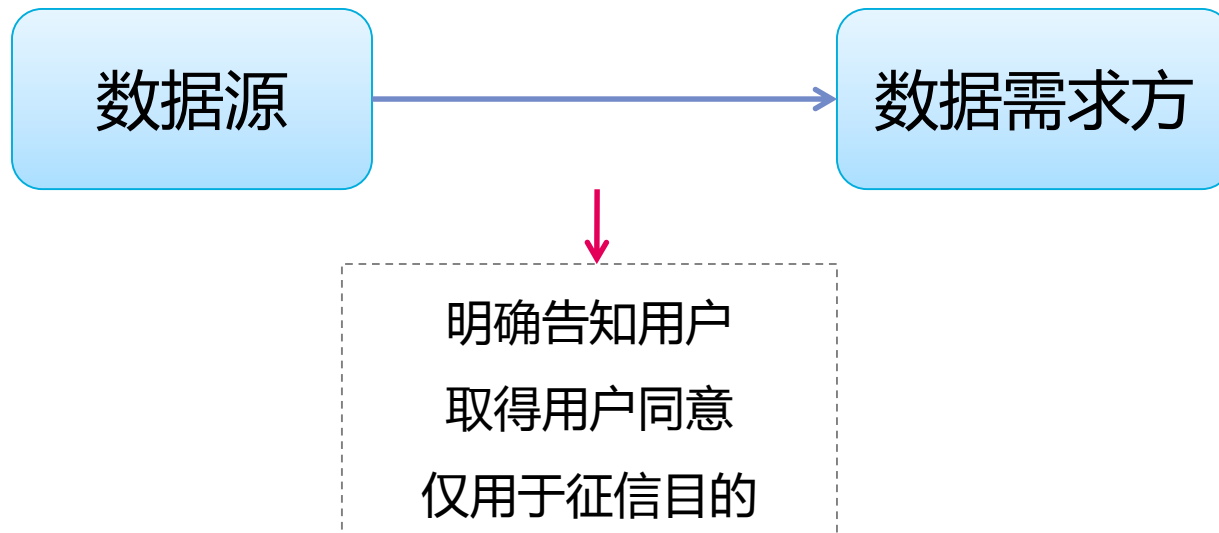 数据源
数据需求方
明确告知用户
取得用户同意
仅用于征信目的